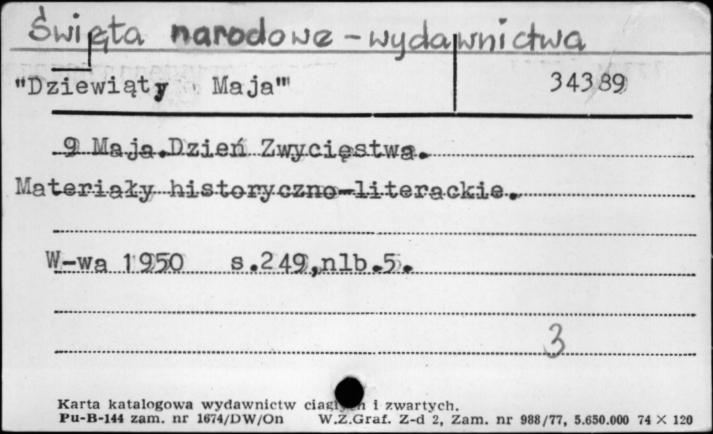 Święta narodowe - wydawnictwa
"Dziewiąty Maja" 34389
9 Maja.Dzień Zwycięstwa.
Materiały historyczno-literackie.
W-wa 1950 s.249,nlb.5.
3
Karta katalogowa wydawnictw ciągłych i zwartych.
Pu-B-144 zam. nr 1674/DW/On W.Z.Graf. Z-d 2, Zam. nr 988/77, 5.650.000 74 X 120